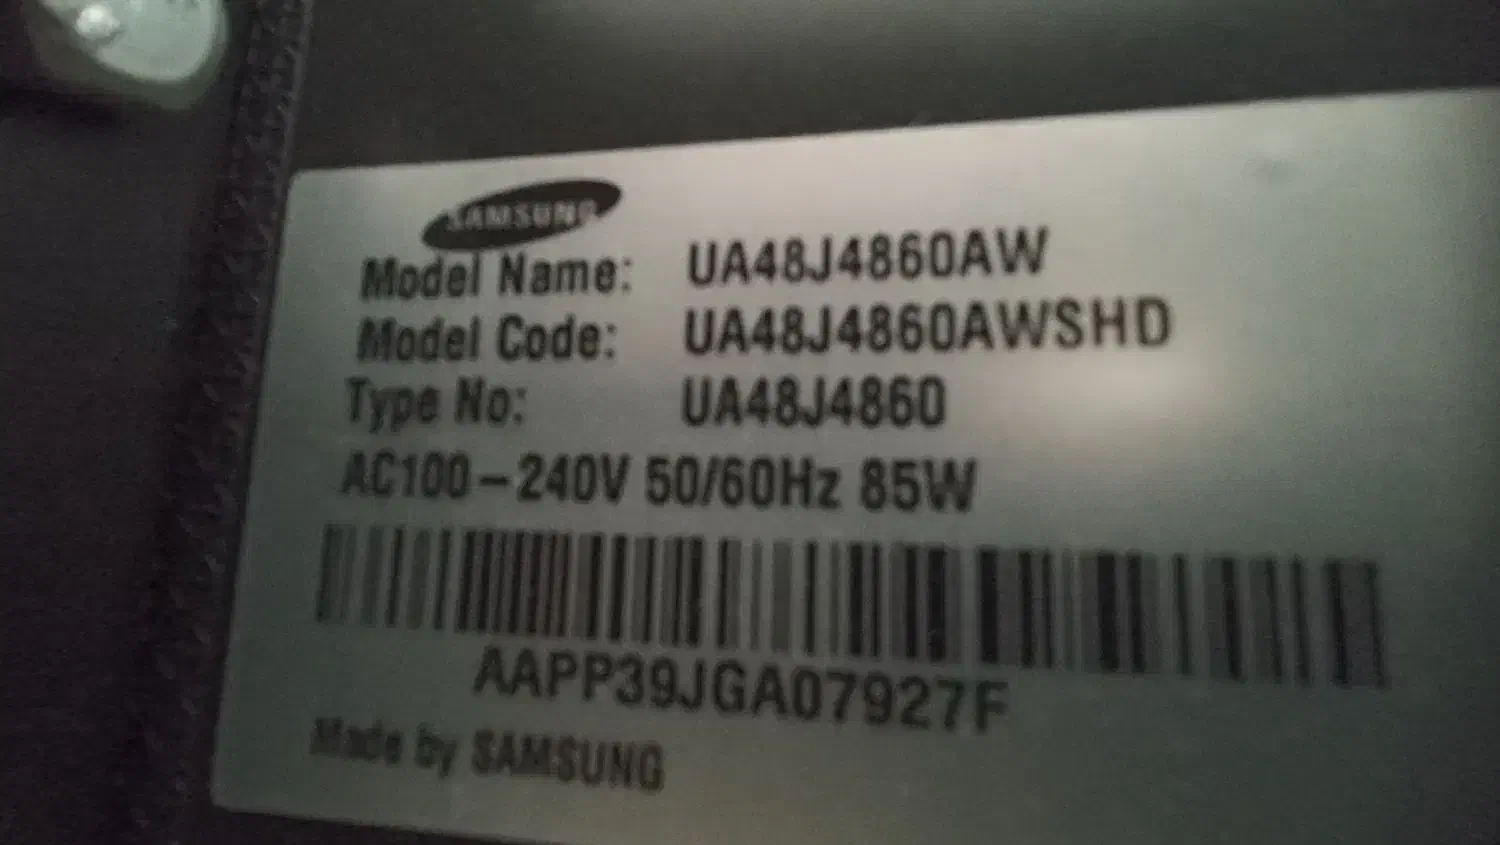 SAMSUNG
Model Name: UA48J4860AW
Model Code: UA48J4860AWSHD
Type No: UA48J4860
AC100-240V 50/60Hz 85W
AAPP39JGA07927F
Made by SAMSUNG